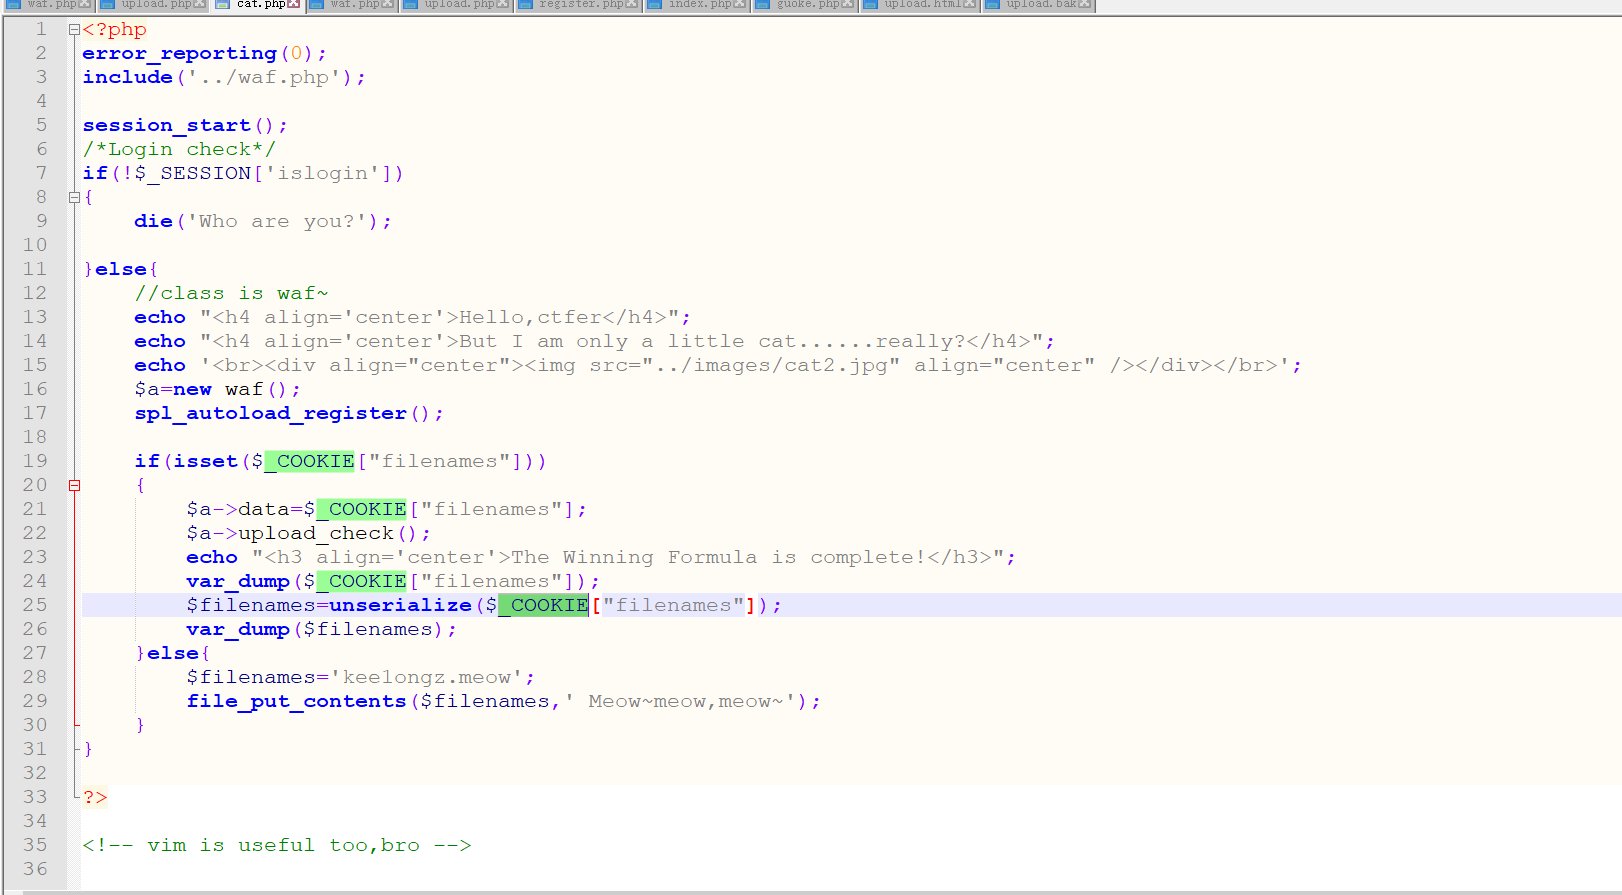 waf.php upload.php cat.php waf.php upload.php register.php index.php guoke.php upload.html upload.bak
1 <?php
2 error_reporting(0);
3 include('../waf.php');
4
5 session_start();
6 /*Login check*/
7 if(!$_SESSION['islogin'])
8 {
9 die('Who are you?');
10
11 }else{
12 //class is waf~
13 echo "<h4 align='center'>Hello,ctfer</h4>";
14 echo "<h4 align='center'>But I am only a little cat......really?</h4>";
15 echo '<br><div align="center"><img src="../images/cat2.jpg" align="center" /></div></br>';
16 $a=new waf();
17 spl_autoload_register();
18
19 if(isset($_COOKIE["filenames"]))
20 {
21 $a->data=$_COOKIE["filenames"];
22 $a->upload_check();
23 echo "<h3 align='center'>The Winning Formula is complete!</h3>";
24 var_dump($_COOKIE["filenames"]);
25 $filenames=unserialize($_COOKIE["filenames"]);
26 var_dump($filenames);
27 }else{
28 $filenames='kee1ongz.meow';
29 file_put_contents($filenames,' Meow~meow,meow~');
30 }
31 }
32
33 ?>
34
35 <!-- vim is useful too,bro -->
36